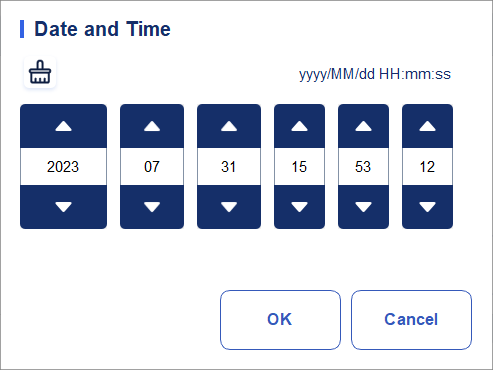 Date and Time
yyyy/MM/dd HH:mm:ss
2023 07 31 15 53 12
OK Cancel